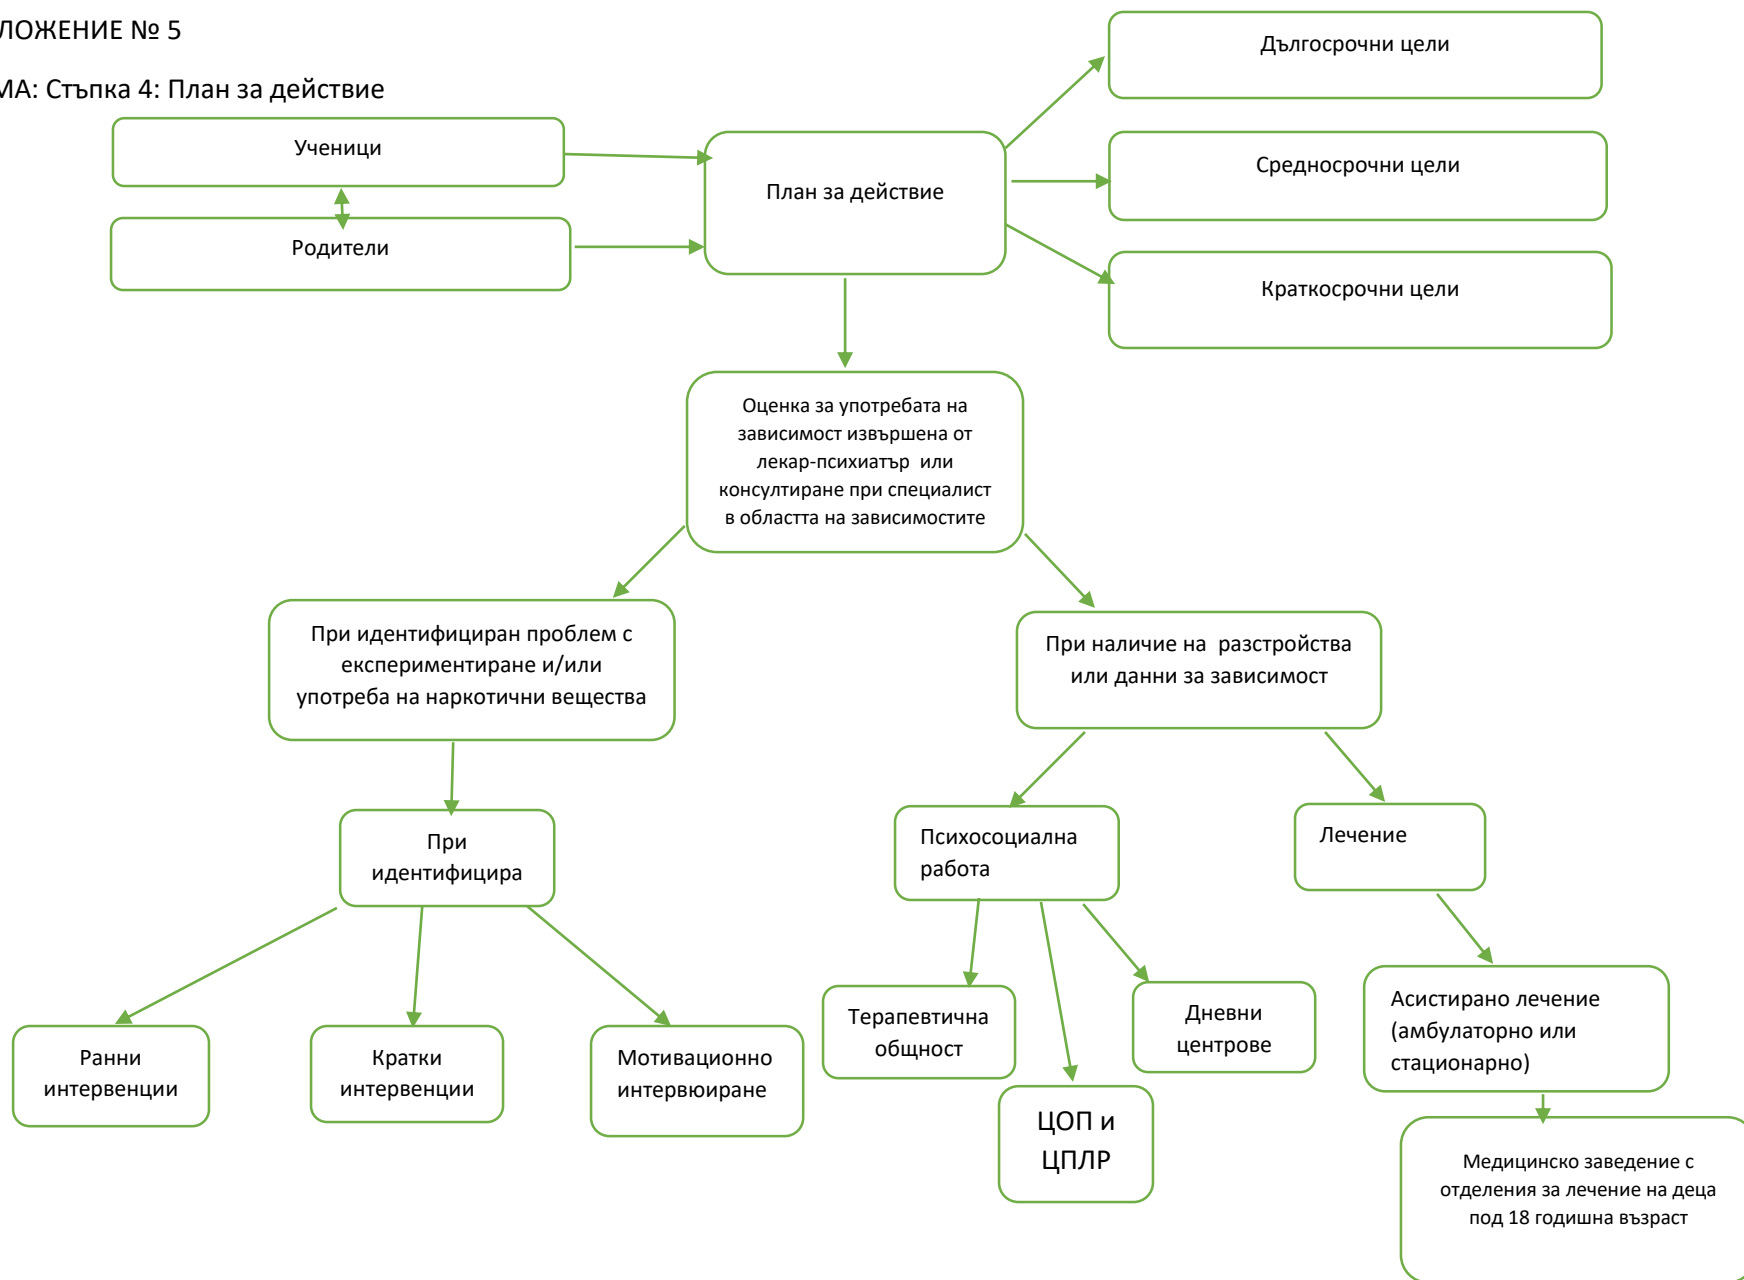 ЛОЖЕНИЕ № 5
МА: Стъпка 4: План за действие
Ученици
Родители
План за действие
Дългосрочни цели
Средносрочни цели
Краткосрочни цели
Оценка за употребата на
зависимост извършена от
лекар-психиатър или
консултиране при специалист
в областта на зависимостите
При идентифициран проблем с
експериментиране и/или
употреба на наркотични вещества
При наличие на разстройства
или данни за зависимост
При
идентифицира
Психосоциална
работа
Лечение
Ранни
интервенции
Кратки
интервенции
Мотивационно
интервюиране
Терапевтична
общност
ЦОП и
ЦПЛР
Дневни
центрове
Асистирано лечение
(амбулаторно или
стационарно)
Медицинско заведение с
отделения за лечение на деца
под 18 годишна възраст